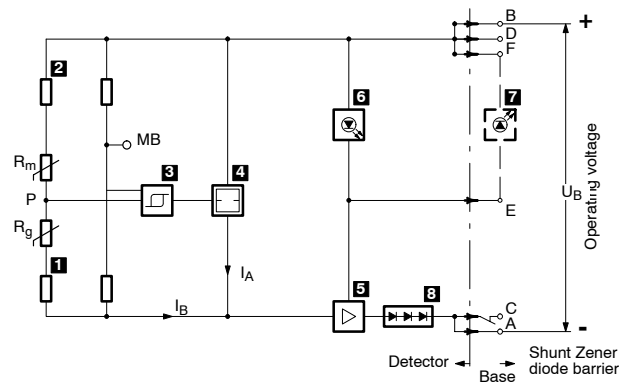 B
+
D
F
2
6
7
MB
Rm
3
4
P
UB
Operating voltage
E
Rg
IA
1
IB
5
8
C
A
-
Detector
Base
Shunt Zener
diode barrier